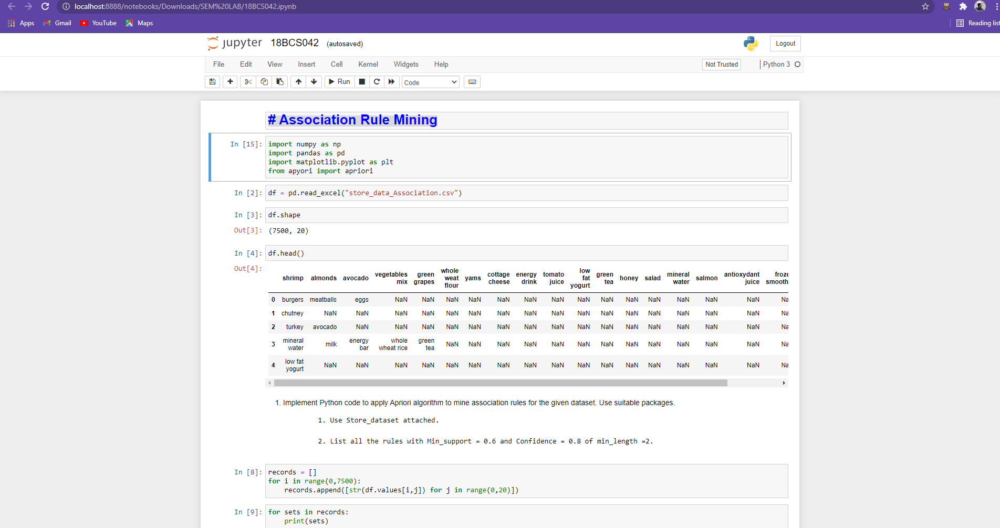 localhost:8888/notebooks/Downloads/SEM%20LAB/18BCS042.ipynb
Apps Gmail YouTube Maps Reading list
jupyter 18BCS042 (autosaved) Logout
File Edit View Insert Cell Kernel Widgets Help Not Trusted Python 3
Run Code
# Association Rule Mining
In [15]: import numpy as np
import pandas as pd
import matplotlib.pyplot as plt
from apyori import apriori
In [2]: df = pd.read_excel("store_data_Association.csv")
In [3]: df.shape
Out[3]: (7500, 20)
In [4]: df.head()
Out[4]:
shrimp almonds avocado vegetables mix green grapes whole weat flour yams cottage cheese energy drink tomato juice low fat yogurt green tea honey salad mineral water salmon antioxydant juice froze smooth
0 burgers meatballs eggs NaN NaN NaN NaN NaN NaN NaN NaN NaN NaN NaN NaN NaN NaN Na
1 chutney NaN NaN NaN NaN NaN NaN NaN NaN NaN NaN NaN NaN NaN NaN NaN NaN Na
2 turkey avocado NaN NaN NaN NaN NaN NaN NaN NaN NaN NaN NaN NaN NaN NaN NaN Na
3 mineral water milk energy bar whole wheat rice green tea NaN NaN NaN NaN NaN NaN NaN NaN NaN NaN NaN NaN Na
4 low fat yogurt NaN NaN NaN NaN NaN NaN NaN NaN NaN NaN NaN NaN NaN NaN NaN NaN Na
1. Implement Python code to apply Apriori algorithm to mine association rules for the given dataset. Use suitable packages.
1. Use Store_dataset attached.
2. List all the rules with Min_support = 0.6 and Confidence = 0.8 of min_length =2.
In [8]: records = []
for i in range(0,7500):
records.append([str(df.values[i,j]) for j in range(0,20)])
In [9]: for sets in records:
print(sets)